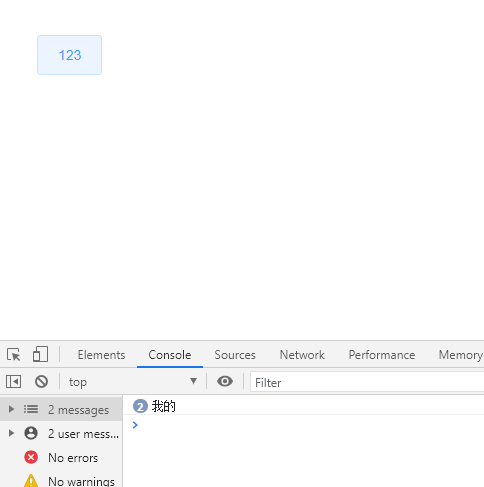 123
Elements Console Sources Network Performance Memory
top Filter
2 messages
2 我的
2 user mess...
No errors
No warnings